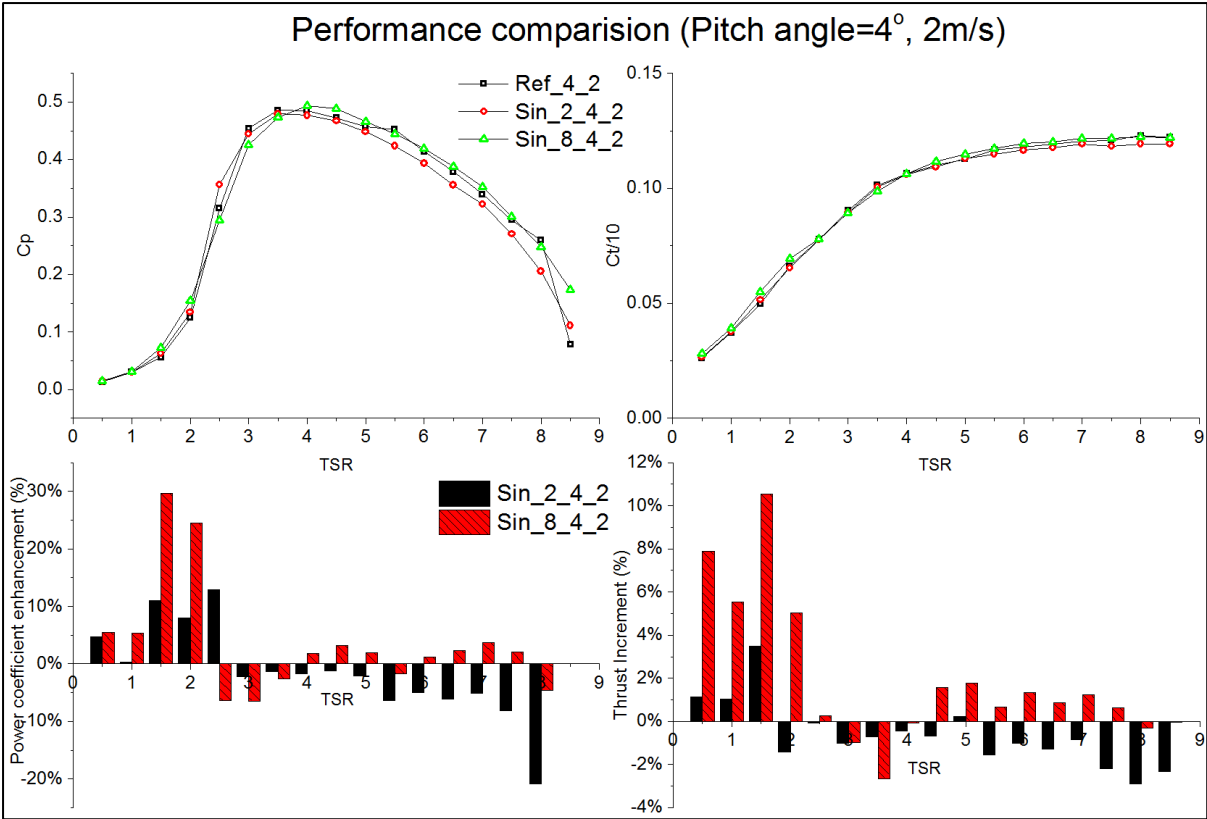 Performance comparision (Pitch angle=4°, 2m/s)
Ref_4_2
Sin_2_4_2
Sin_8_4_2
Cp
0.5
0.4
0.3
0.2
0.1
0.0
0 1 2 3 4 5 6 7 8 9
TSR
Ct/10
0.15
0.10
0.05
0.00
0 1 2 3 4 5 6 7 8 9
TSR
Sin_2_4_2
Sin_8_4_2
Power coefficient enhancement (%)
30%
20%
10%
0%
-10%
-20%
0 1 2 3 4 5 6 7 8 9
TSR
Thrust Increment (%)
12%
10%
8%
6%
4%
2%
0%
-2%
-4%
0 1 2 3 4 5 6 7 8 9
TSR